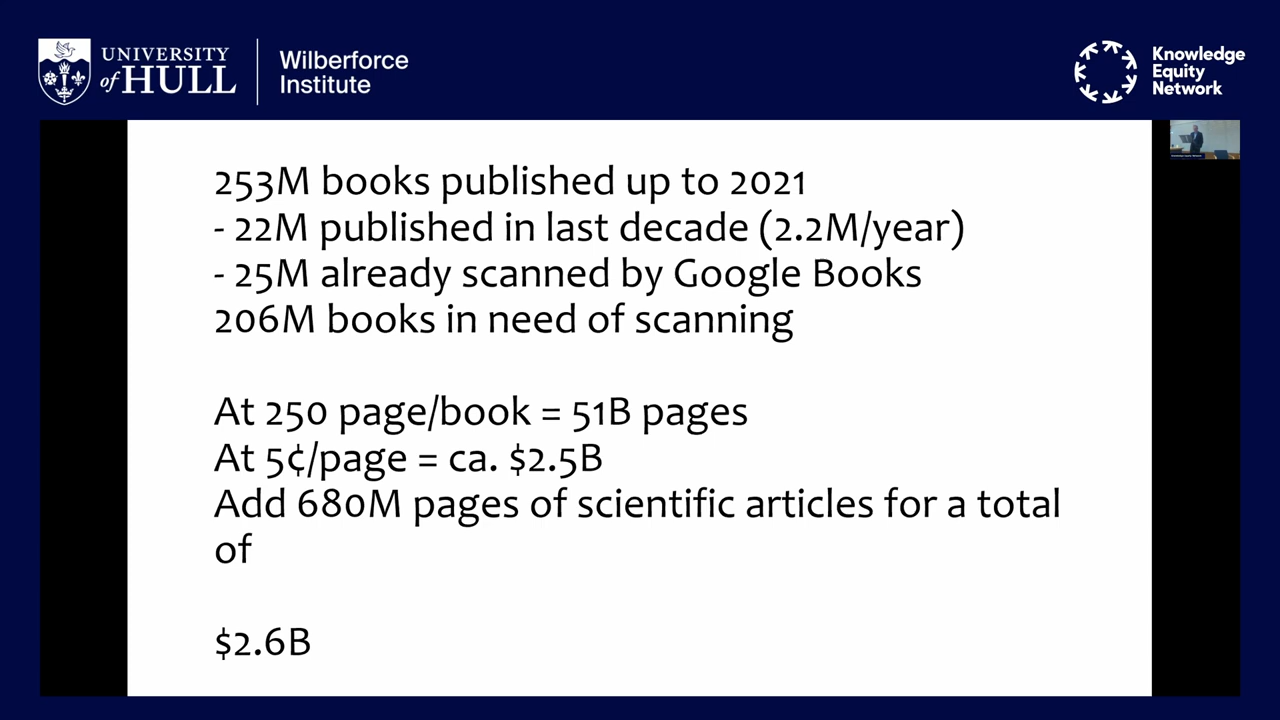 UNIVERSITY
of HULL
Wilberforce
Institute
Knowledge
Equity
Network
253M books published up to 2021
- 22M published in last decade (2.2M/year)
- 25M already scanned by Google Books
206M books in need of scanning
At 250 page/book = 51B pages
At 5¢/page = ca. $2.5B
Add 680M pages of scientific articles for a total
of
$2.6B